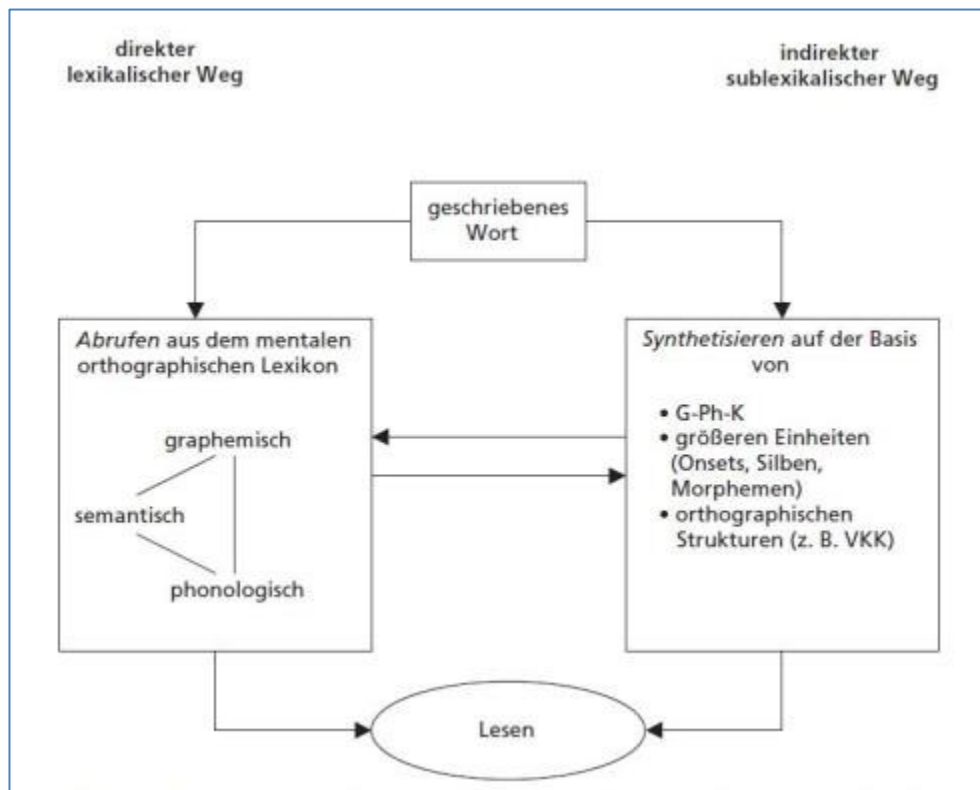 direkter
lexikalischer Weg
indirekter
sublexikalischer Weg
geschriebenes
Wort
Abrufen aus dem mentalen
orthographischen Lexikon
graphemisch
semantisch
phonologisch
Synthetisieren auf der Basis
von
• G-Ph-K
• größeren Einheiten
(Onsets, Silben,
Morphemen)
• orthographischen
Strukturen (z. B. VKK)
Lesen